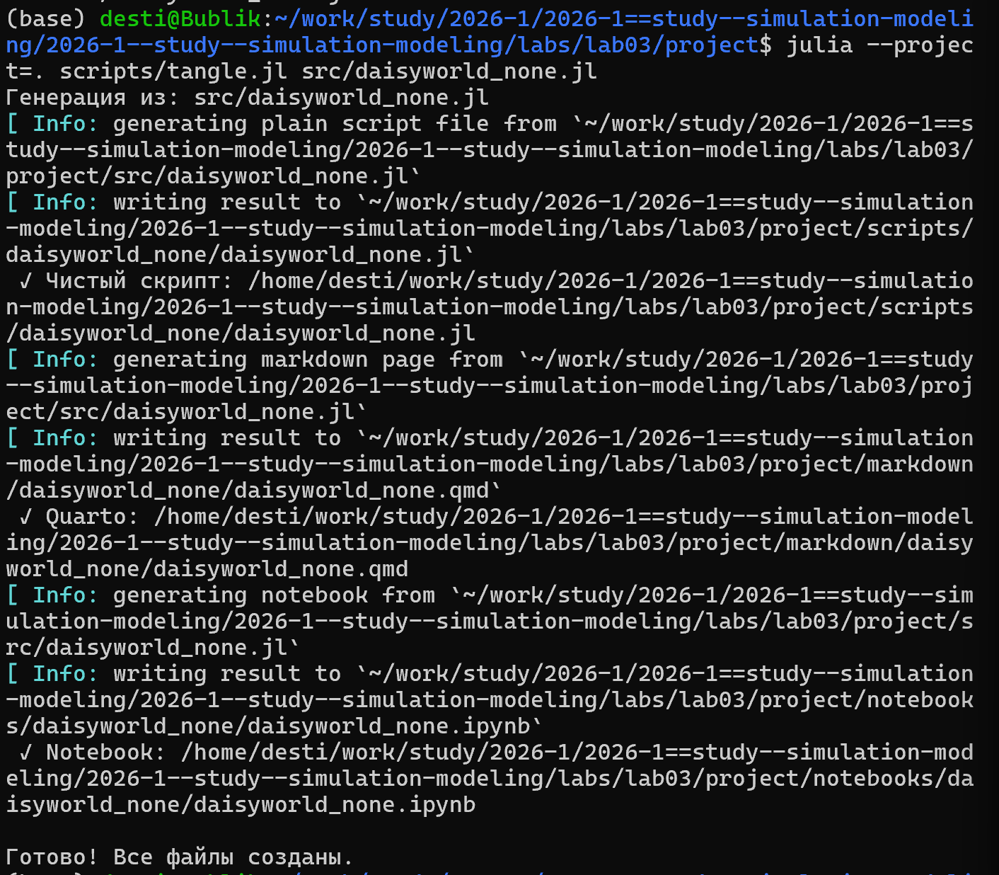 (base) desti@Bublik:~/work/study/2026-1/2026-1==study--simulation-modeli
ng/2026-1--study--simulation-modeling/labs/lab03/project$ julia --projec
t=. scripts/tangle.jl src/daisyworld_none.jl
Генерация из: src/daisyworld_none.jl
[ Info: generating plain script file from `~/work/study/2026-1/2026-1==s
tudy--simulation-modeling/2026-1--study--simulation-modeling/labs/lab03/
project/src/daisyworld_none.jl`
[ Info: writing result to `~/work/study/2026-1/2026-1==study--simulation
-modeling/2026-1--study--simulation-modeling/labs/lab03/project/scripts/
daisyworld_none/daisyworld_none.jl`
 ✓ Чистый скрипт: /home/desti/work/study/2026-1/2026-1==study--simulatio
n-modeling/2026-1--study--simulation-modeling/labs/lab03/project/scripts
/daisyworld_none/daisyworld_none.jl
[ Info: generating markdown page from `~/work/study/2026-1/2026-1==study
--simulation-modeling/2026-1--study--simulation-modeling/labs/lab03/proj
ect/src/daisyworld_none.jl`
[ Info: writing result to `~/work/study/2026-1/2026-1==study--simulation
-modeling/2026-1--study--simulation-modeling/labs/lab03/project/markdown
/daisyworld_none/daisyworld_none.qmd`
 ✓ Quarto: /home/desti/work/study/2026-1/2026-1==study--simulation-model
ing/2026-1--study--simulation-modeling/labs/lab03/project/markdown/daisy
world_none/daisyworld_none.qmd
[ Info: generating notebook from `~/work/study/2026-1/2026-1==study--sim
ulation-modeling/2026-1--study--simulation-modeling/labs/lab03/project/s
rc/daisyworld_none.jl`
[ Info: writing result to `~/work/study/2026-1/2026-1==study--simulation
-modeling/2026-1--study--simulation-modeling/labs/lab03/project/notebook
s/daisyworld_none/daisyworld_none.ipynb`
 ✓ Notebook: /home/desti/work/study/2026-1/2026-1==study--simulation-mod
eling/2026-1--study--simulation-modeling/labs/lab03/project/notebooks/da
isyworld_none/daisyworld_none.ipynb
Готово! Все файлы созданы.